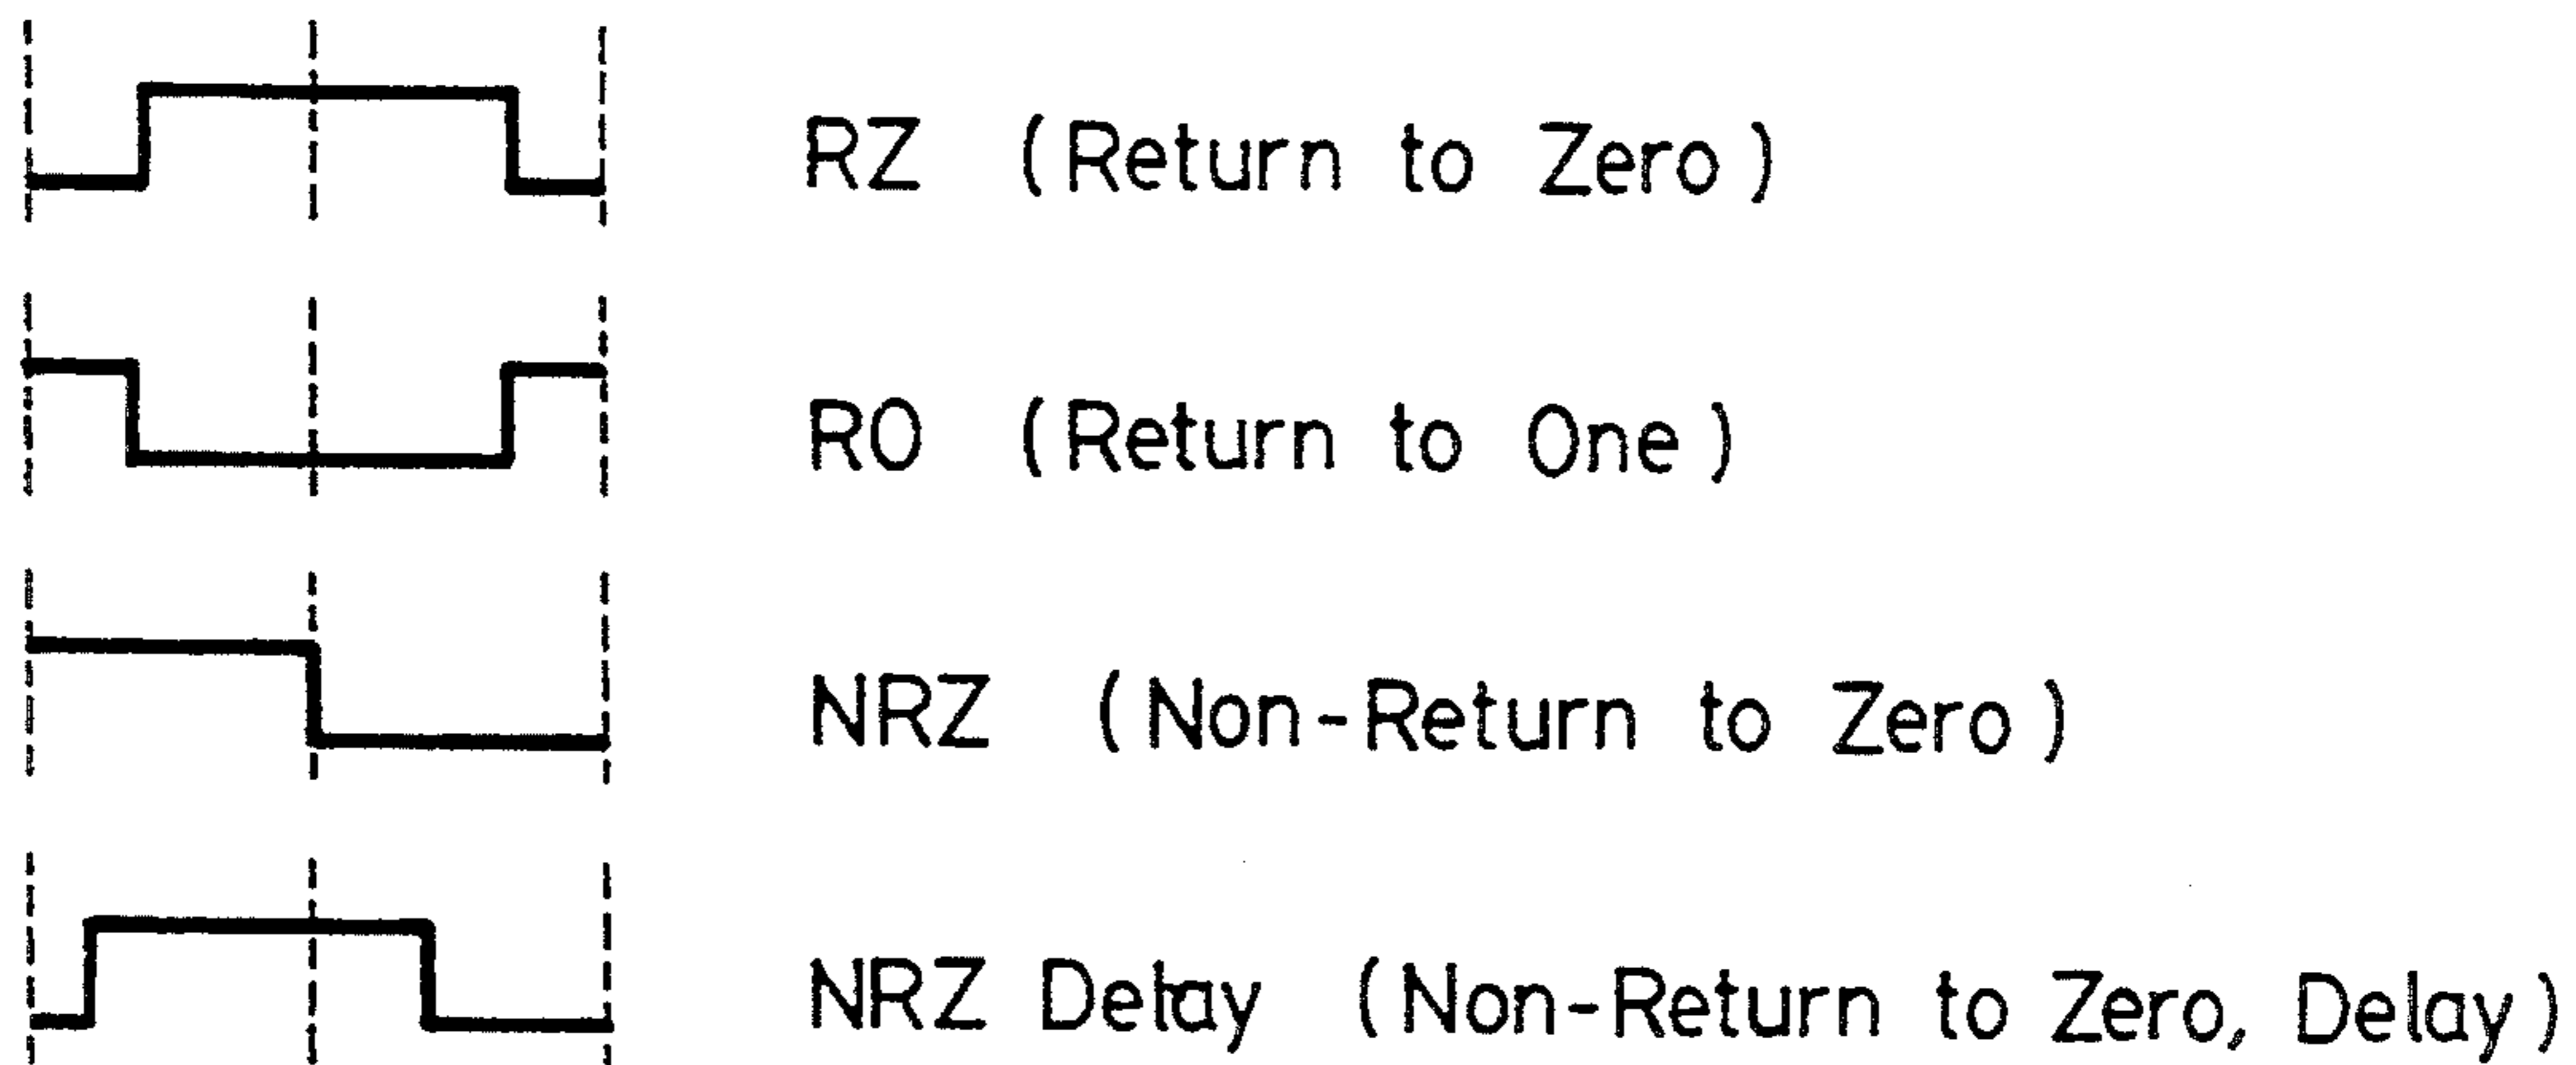 RZ (Return to Zero)
RO (Return to One)
NRZ (Non-Return to Zero)
NRZ Delay (Non-Return to Zero, Delay)